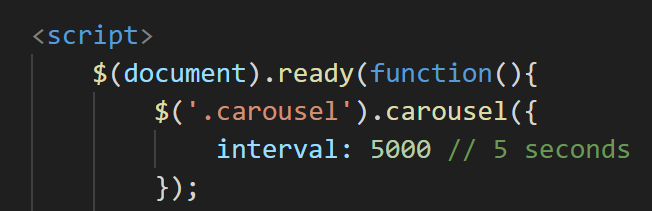 <script>
$(document).ready(function(){
$('.carousel').carousel({
interval: 5000 // 5 seconds
});